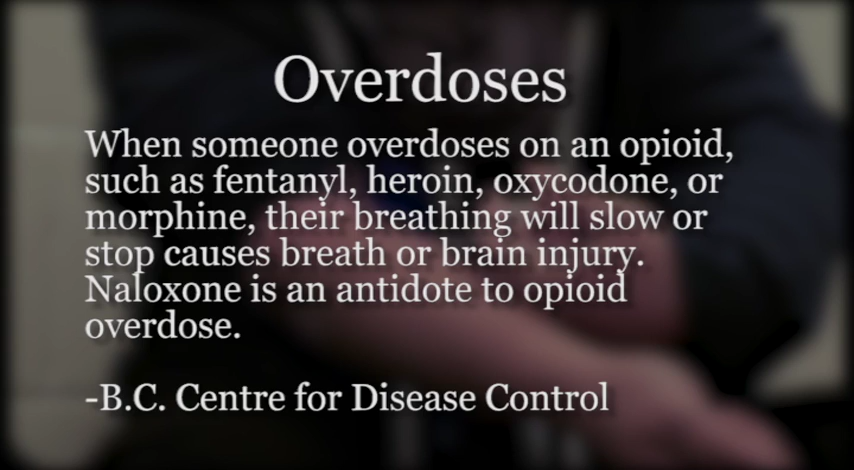 Overdoses
When someone overdoses on an opioid,
such as fentanyl, heroin, oxycodone, or
morphine, their breathing will slow or
stop causes breath or brain injury.
Naloxone is an antidote to opioid
overdose.
-B.C. Centre for Disease Control